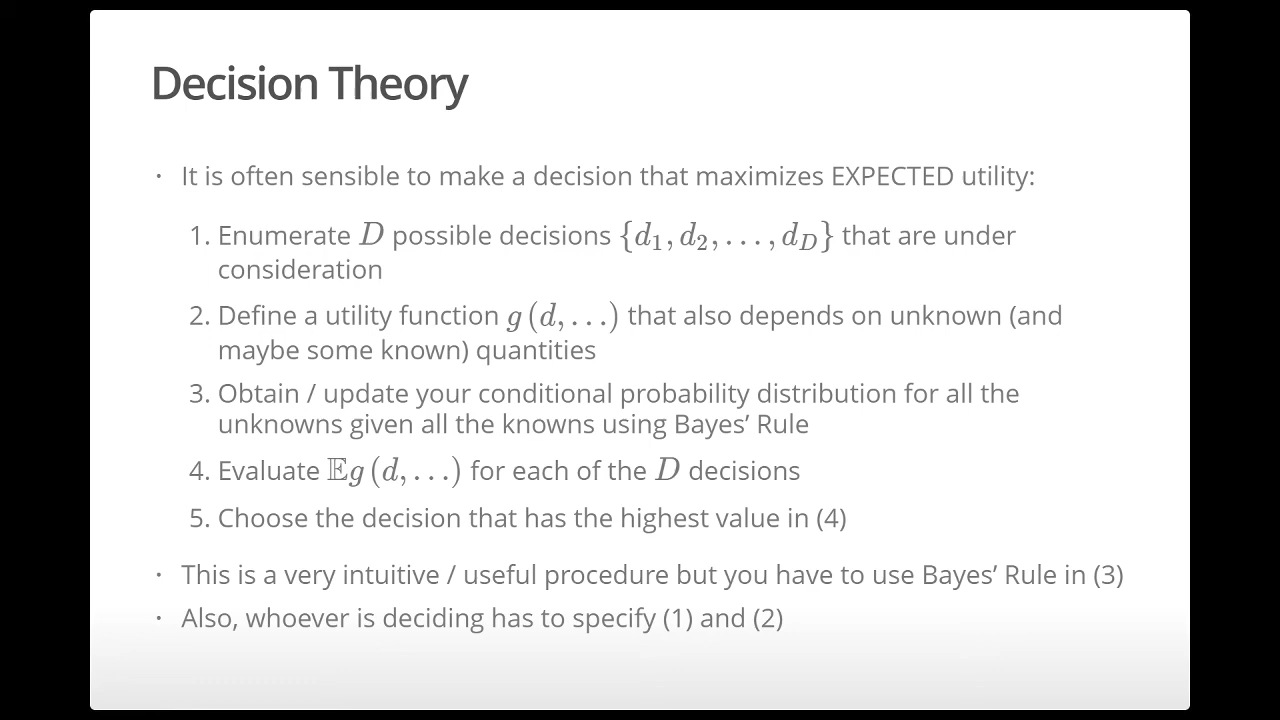 Decision Theory
· It is often sensible to make a decision that maximizes EXPECTED utility:
1. Enumerate D possible decisions {d₁, d₂, . . . , d_D} that are under
consideration
2. Define a utility function g (d, . . .) that also depends on unknown (and
maybe some known) quantities
3. Obtain / update your conditional probability distribution for all the
unknowns given all the knowns using Bayes’ Rule
4. Evaluate 𝔼g (d, . . .) for each of the D decisions
5. Choose the decision that has the highest value in (4)
· This is a very intuitive / useful procedure but you have to use Bayes’ Rule in (3)
· Also, whoever is deciding has to specify (1) and (2)